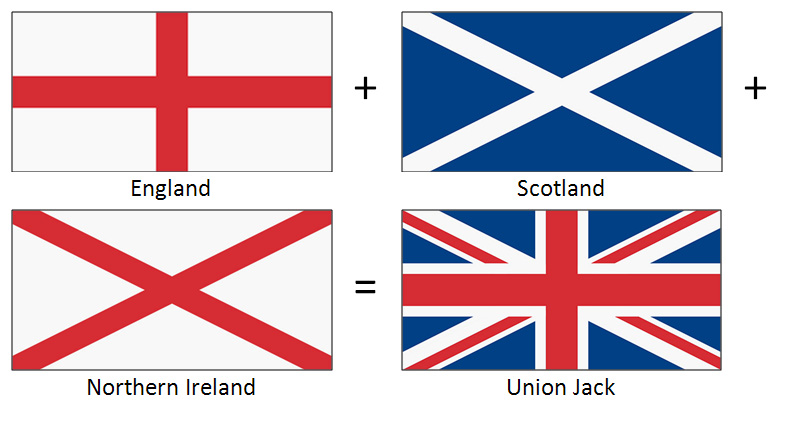 +
+
England
Scotland
=
Northern Ireland
Union Jack